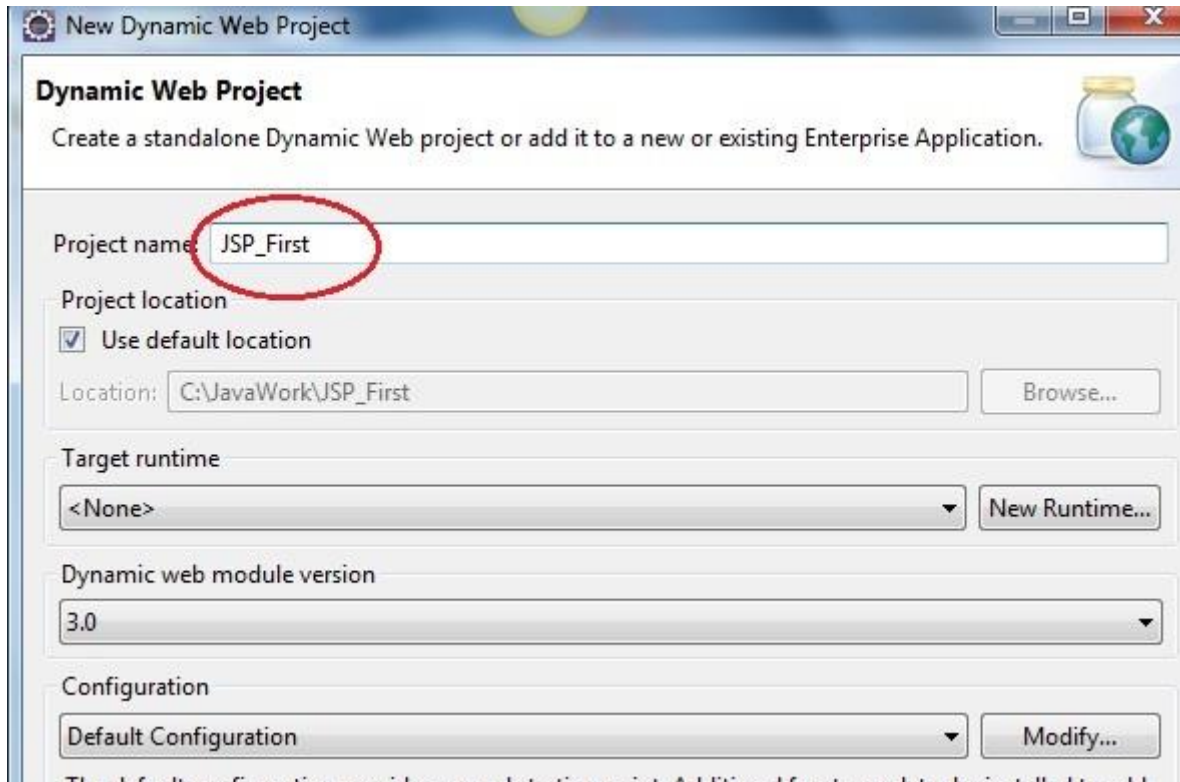 New Dynamic Web Project
Dynamic Web Project
Create a standalone Dynamic Web project or add it to a new or existing Enterprise Application.
Project name: JSP_First
Project location
Use default location
Location: C:\JavaWork\JSP_First Browse...
Target runtime
<None> New Runtime...
Dynamic web module version
3.0
Configuration
Default Configuration Modify...